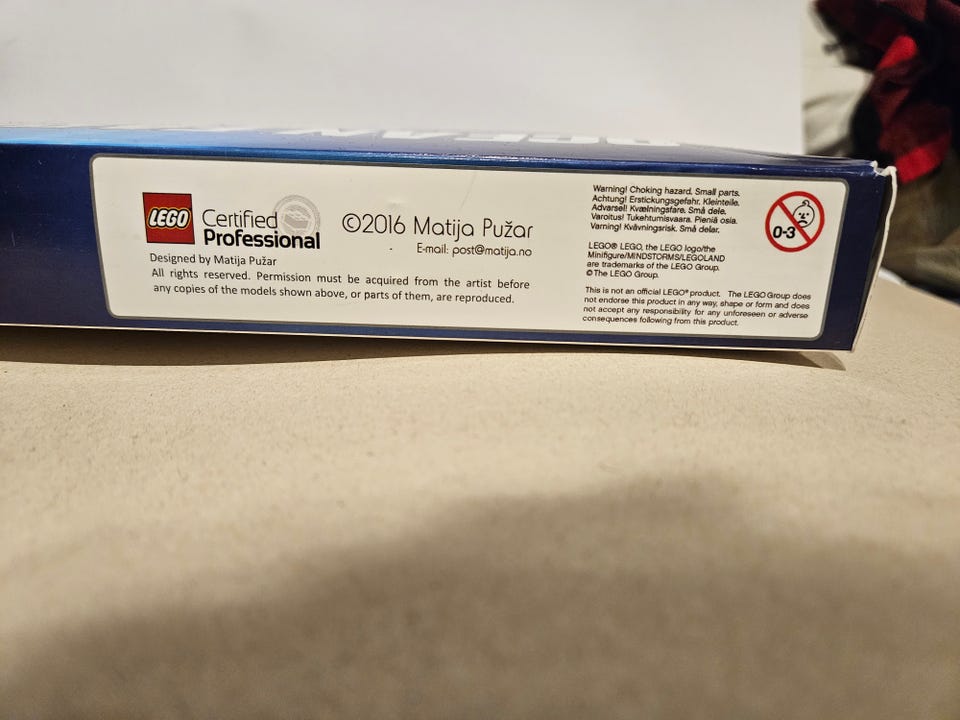 LEGO
Certified
Professional
Designed by Matija Pužar
All rights reserved. Permission must be acquired from the artist before
any copies of the models shown above, or parts of them, are reproduced.
©2016 Matija Pužar
E-mail: post@matija.no
Warning! Choking hazard. Small parts.
Achtung! Erstickungsgefahr. Kleinteile.
Advarsel! Kvælningsfare. Små dele.
Varoitus! Tukehtumisvaara. Pieniä osia.
Varning! Kvävningsrisk. Små delar.
LEGO® LEGO, the LEGO logo/the
Minifigure/MINDSTORMS/LEGOLAND
are trademarks of the LEGO Group.
©The LEGO Group.
This is not an official LEGO® product. The LEGO Group does
not endorse this product in any way, shape or form and does
not accept any responsibility for any unforeseen or adverse
consequences following from this product.
0-3